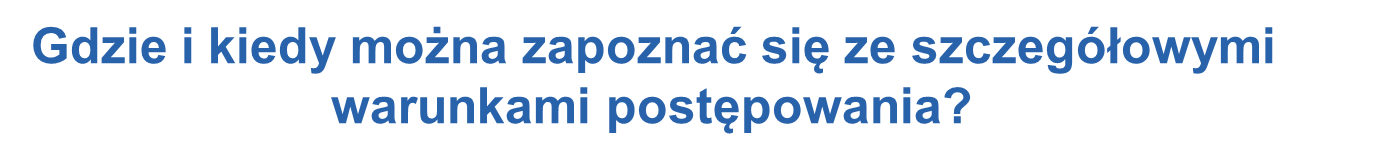 Gdzie i kiedy można zapoznać się ze szczegółowymi
warunkami postępowania?